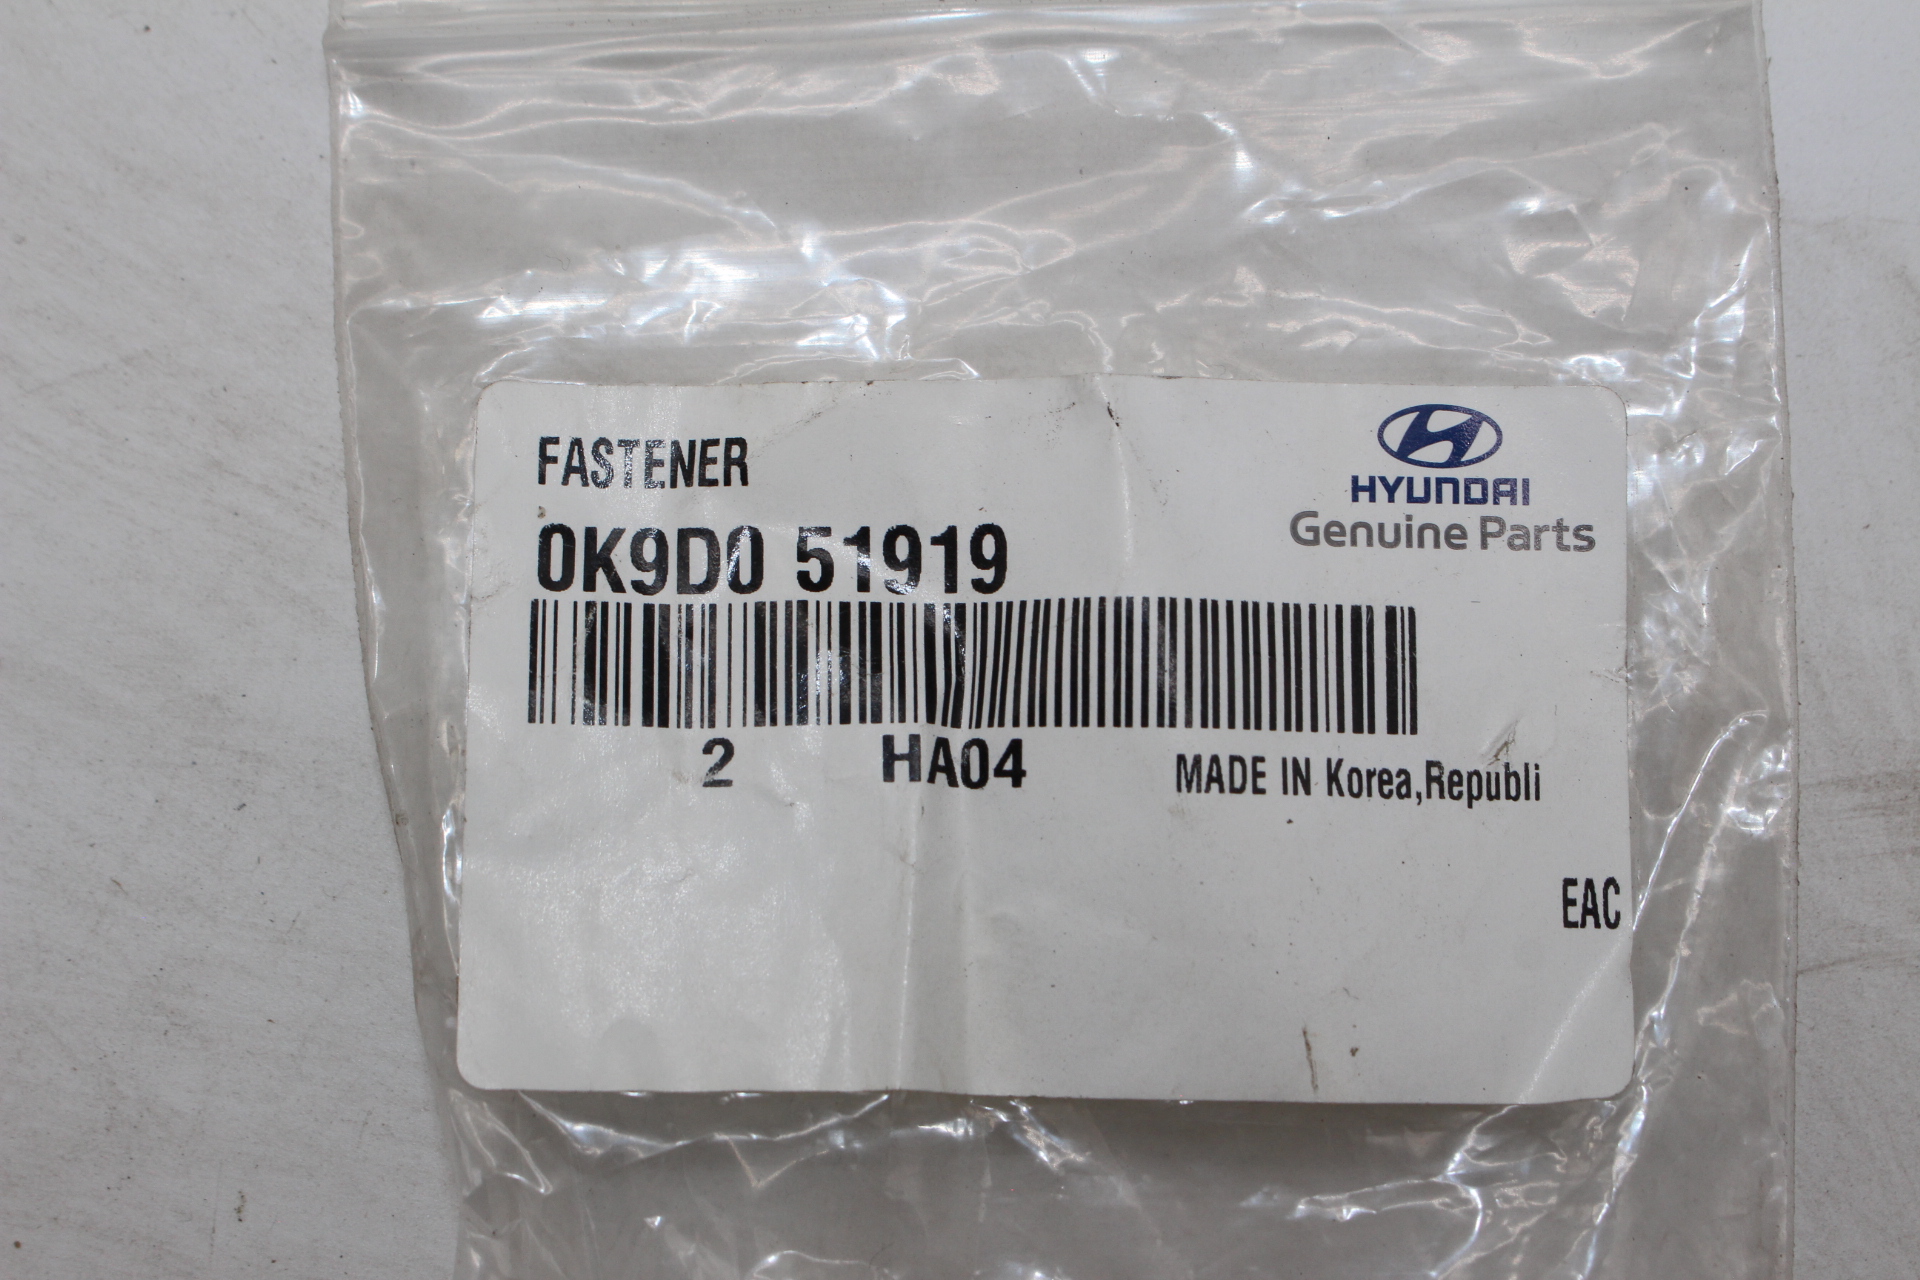 FASTENER
HYUNDAI
Genuine Parts
0K9D0 51919
2 HA04 MADE IN Korea,Republi
EAC